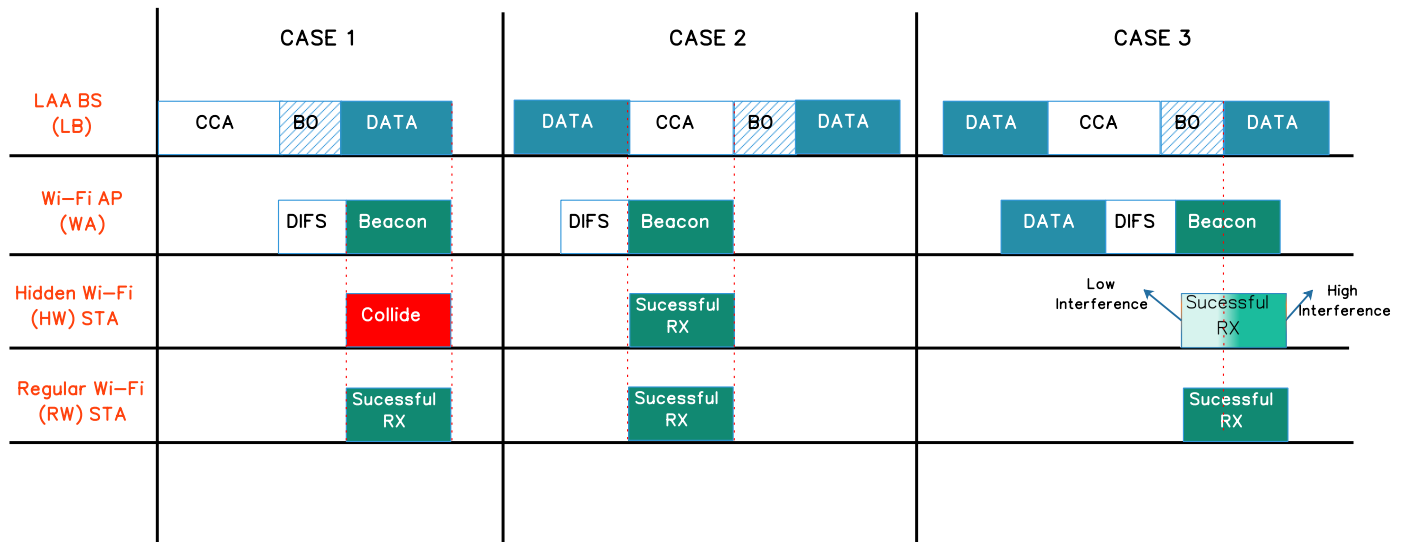 CASE 1
CASE 2
CASE 3
LAA BS
(LB)
CCA
BO
DATA
DATA
CCA
BO
DATA
DATA
CCA
BO
DATA
Wi-Fi AP
(WA)
DIFS
Beacon
DIFS
Beacon
DATA
DIFS
Beacon
Hidden Wi-Fi
(HW) STA
Collide
Sucessful
RX
Low
Interference
Sucessful
RX
High
Interference
Regular Wi-Fi
(RW) STA
Sucessful
RX
Sucessful
RX
Sucessful
RX